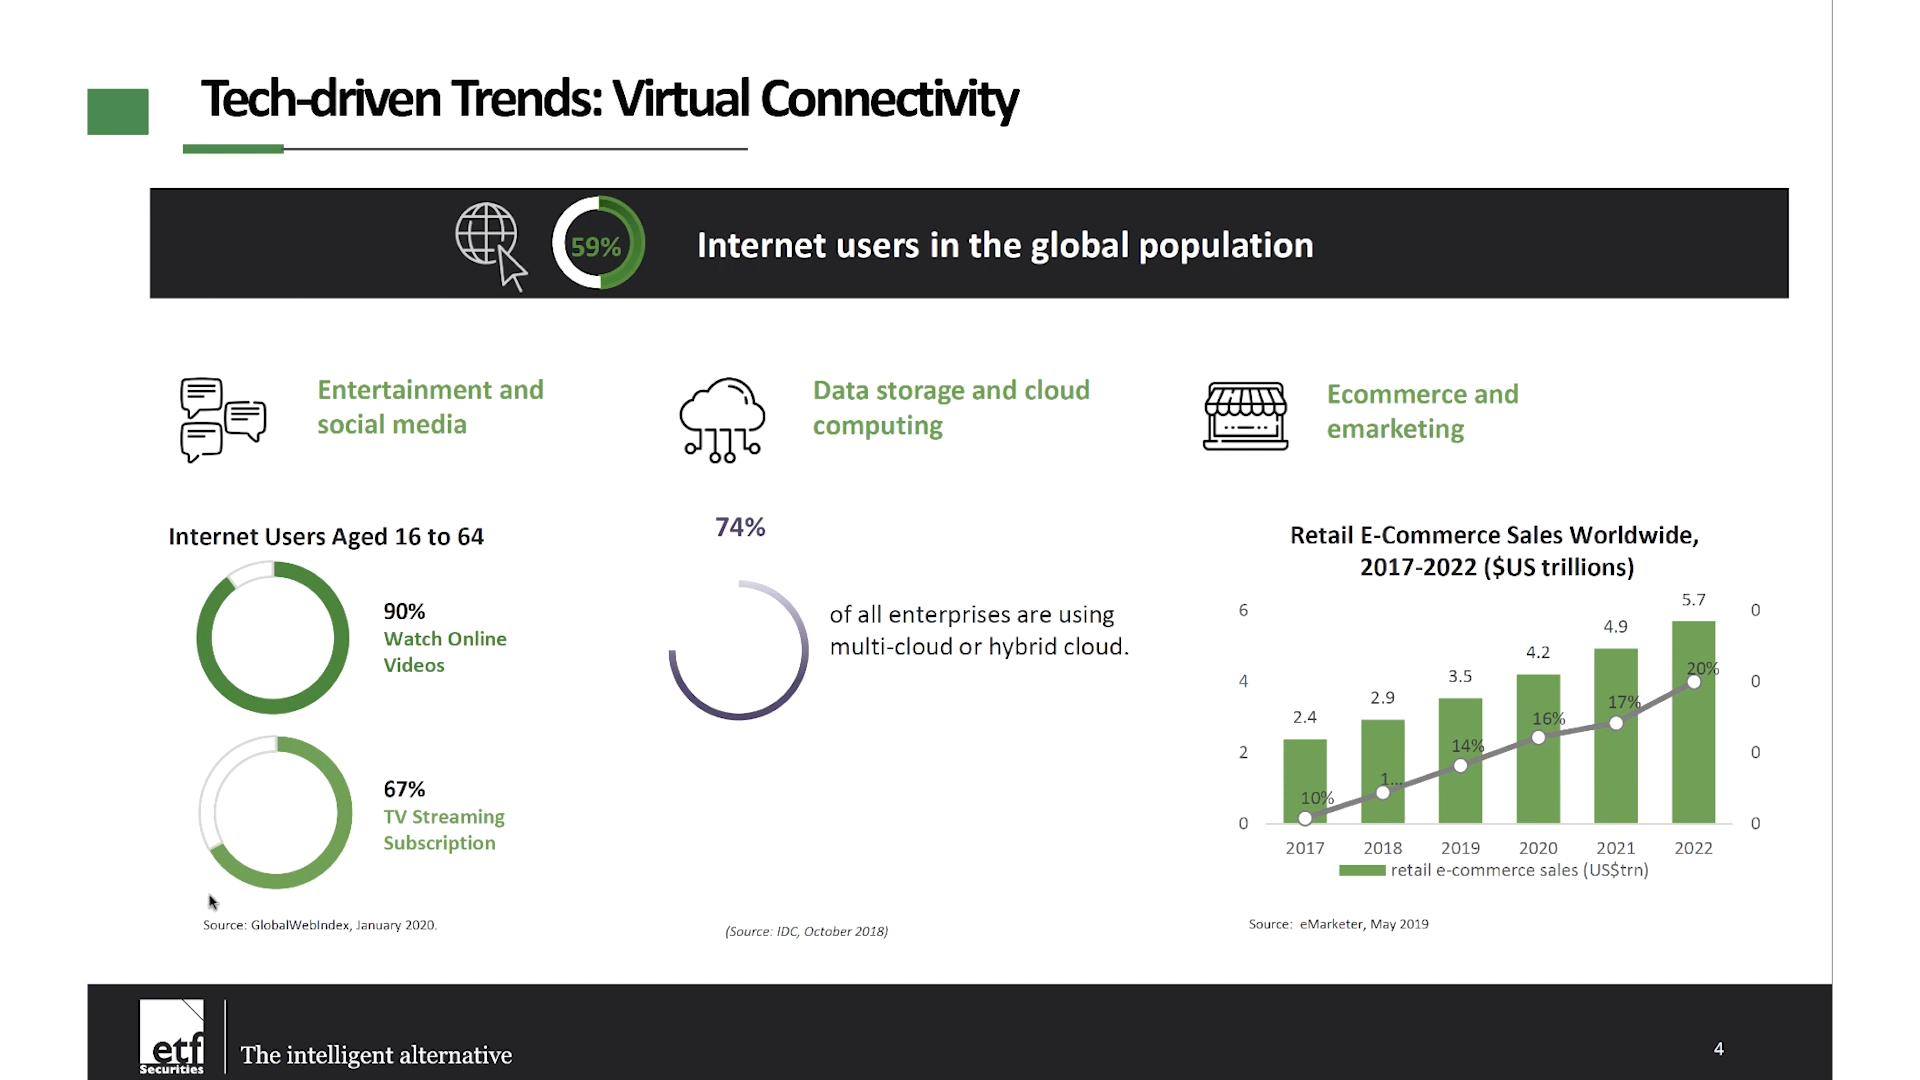 Tech-driven Trends: Virtual Connectivity
59%
Internet users in the global population
Entertainment and
social media
Data storage and cloud
computing
Ecommerce and
emarketing
Internet Users Aged 16 to 64
90%
Watch Online
Videos
67%
TV Streaming
Subscription
Source: GlobalWebIndex, January 2020.
74%
of all enterprises are using
multi-cloud or hybrid cloud.
(Source: IDC, October 2018)
Retail E-Commerce Sales Worldwide,
2017-2022 ($US trillions)
6
4
2
0
2.4
2.9
3.5
4.2
4.9
5.7
10%
1...
14%
16%
17%
20%
0
0
0
0
2017 2018 2019 2020 2021 2022
retail e-commerce sales (US$trn)
Source: eMarketer, May 2019
etf
Securities
The intelligent alternative
4